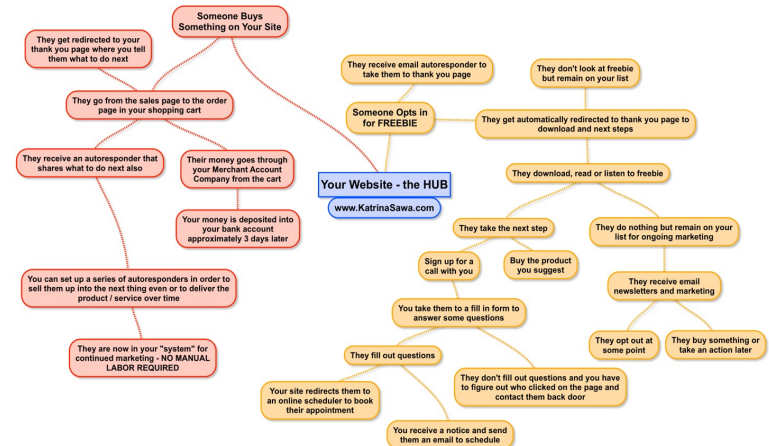 Someone Buys
Something on Your Site
They get redirected to your
thank you page where you tell
them what to do next
They go from the sales page to the order
page in your shopping cart
They receive an autoresponder that
shares what to do next also
Their money goes through
your Merchant Account
Company from the cart
Your money is deposited into
your bank account
approximately 3 days later
You can set up a series of autoresponders in order to
sell them up into the next thing even or to deliver the
product / service over time
They are now in your "system" for
continued marketing - NO MANUAL
LABOR REQUIRED
Your Website - the HUB
www.KatrinaSawa.com
They receive email autoresponder to
take them to thank you page
Someone Opts in
for FREEBIE
They don't look at freebie
but remain on your list
They get automatically redirected to thank you page to
download and next steps
They download, read or listen to freebie
They take the next step
They do nothing but remain on your
list for ongoing marketing
Sign up for a
call with you
Buy the product
you suggest
They receive email
newsletters and marketing
You take them to a fill in form to
answer some questions
They opt out at
some point
They buy something or
take an action later
They fill out questions
They don't fill out questions and you have
to figure out who clicked on the page and
contact them back door
Your site redirects them to
an online scheduler to book
their appointment
You receive a notice and send
them an email to schedule